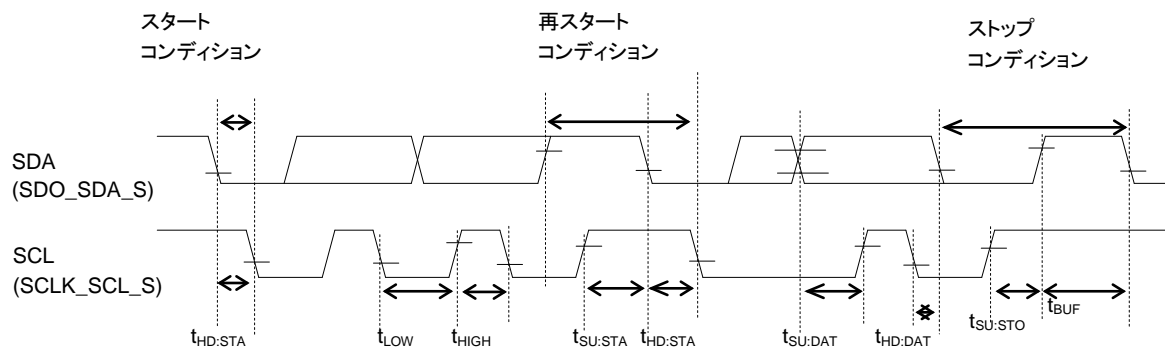 スタート
コンディション
再スタート
コンディション
ストップ
コンディション
SDA
(SDO_SDA_S)
SCL
(SCLK_SCL_S)
tHD:STA
tLOW
tHIGH
tSU:STA
tHD:STA
tSU:DAT
tHD:DAT
tSU:STO
tBUF